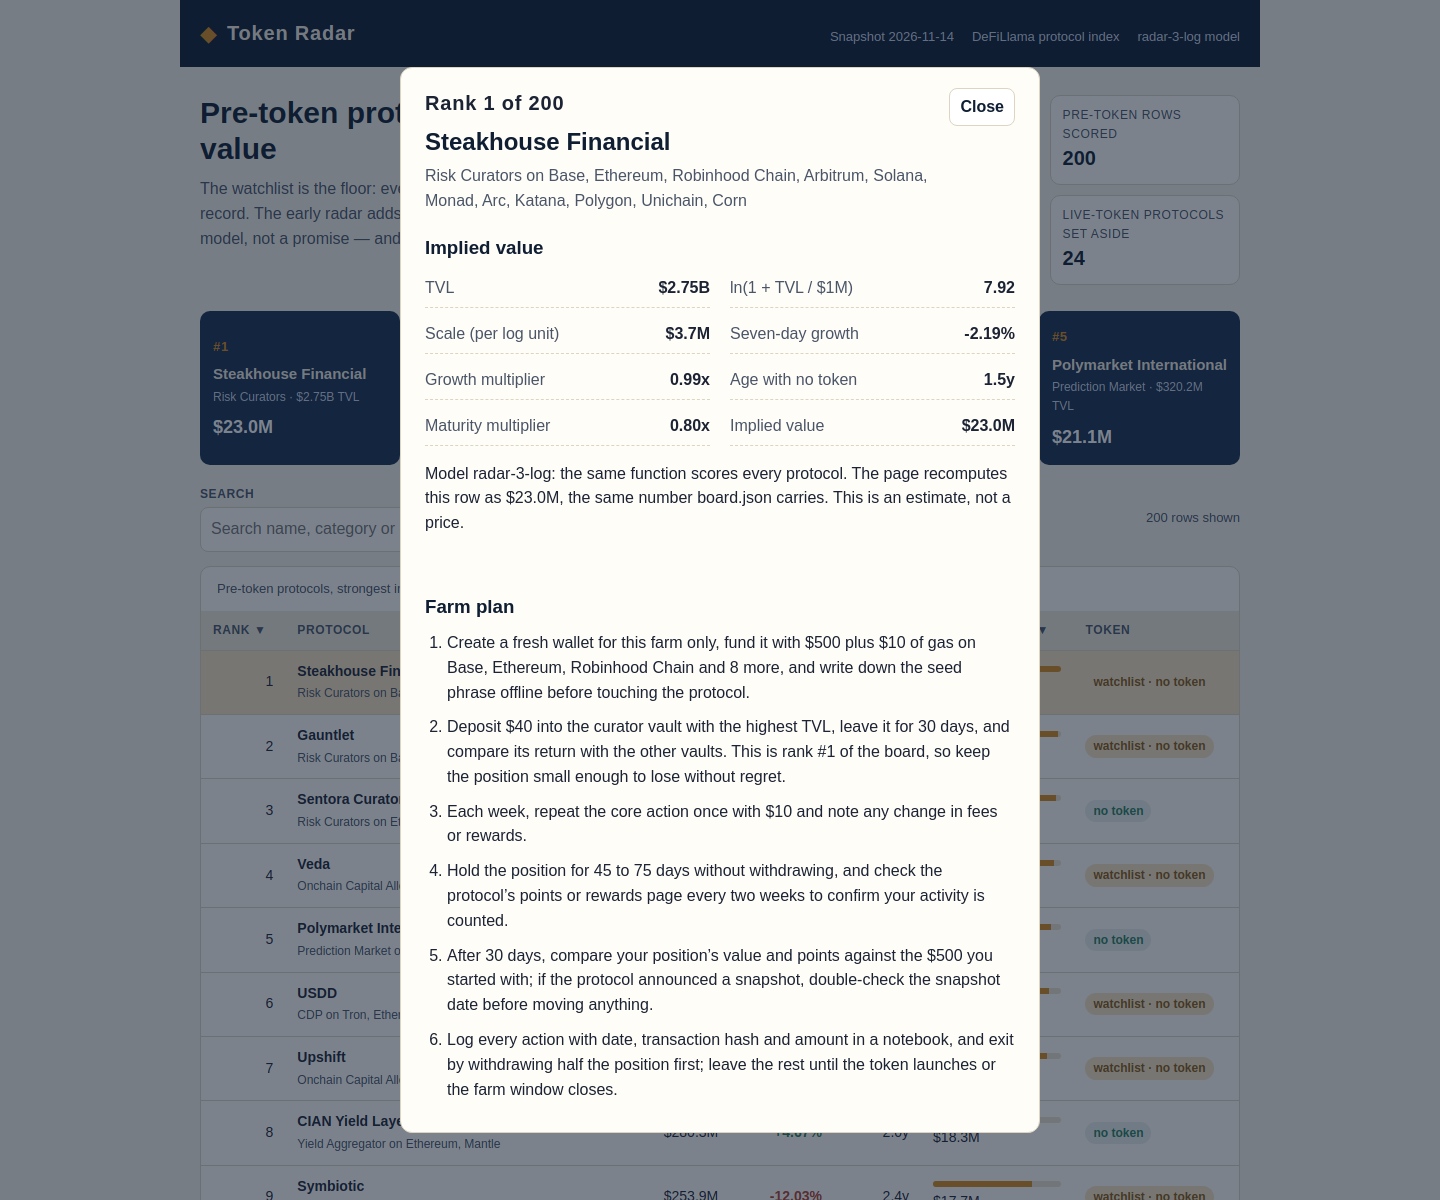 ◆ Token Radar
Snapshot 2026-11-14 DeFiLlama protocol index radar-3-log model
Pre-token prot
value
The watchlist is the floor: eve
record. The early radar adds
model, not a promise — and
PRE-TOKEN ROWS
SCORED
200
LIVE-TOKEN PROTOCOLS
SET ASIDE
24
#1
Steakhouse Financial
Risk Curators · $2.75B TVL
$23.0M
#5
Polymarket International
Prediction Market · $320.2M
TVL
$21.1M
SEARCH
Search name, category or
200 rows shown
Rank 1 of 200
Close
Steakhouse Financial
Risk Curators on Base, Ethereum, Robinhood Chain, Arbitrum, Solana,
Monad, Arc, Katana, Polygon, Unichain, Corn
Implied value
TVL $2.75B
ln(1 + TVL / $1M) 7.92
Scale (per log unit) $3.7M
Seven-day growth -2.19%
Growth multiplier 0.99x
Age with no token 1.5y
Maturity multiplier 0.80x
Implied value $23.0M
Model radar-3-log: the same function scores every protocol. The page recomputes
this row as $23.0M, the same number board.json carries. This is an estimate, not a
price.
Farm plan
1. Create a fresh wallet for this farm only, fund it with $500 plus $10 of gas on
Base, Ethereum, Robinhood Chain and 8 more, and write down the seed
phrase offline before touching the protocol.
2. Deposit $40 into the curator vault with the highest TVL, leave it for 30 days, and
compare its return with the other vaults. This is rank #1 of the board, so keep
the position small enough to lose without regret.
3. Each week, repeat the core action once with $10 and note any change in fees
or rewards.
4. Hold the position for 45 to 75 days without withdrawing, and check the
protocol’s points or rewards page every two weeks to confirm your activity is
counted.
5. After 30 days, compare your position’s value and points against the $500 you
started with; if the protocol announced a snapshot, double-check the snapshot
date before moving anything.
6. Log every action with date, transaction hash and amount in a notebook, and exit
by withdrawing half the position first; leave the rest until the token launches or
the farm window closes.
Pre-token protocols, strongest
RANK ▼ PROTOCOL ▼ TOKEN
1 Steakhouse Fin watchlist · no token
Risk Curators on Ba
2 Gauntlet watchlist · no token
Risk Curators on Ba
3 Sentora Curator no token
Risk Curators on Et
4 Veda watchlist · no token
Onchain Capital All
5 Polymarket Inte no token
Prediction Market o
6 USDD watchlist · no token
CDP on Tron, Ether
7 Upshift watchlist · no token
Onchain Capital All
8 CIAN Yield Laye no token
Yield Aggregator on Ethereum, Mantle $18.3M
9 Symbiotic $253.9M -12.03% 2.4y watchlist · no token